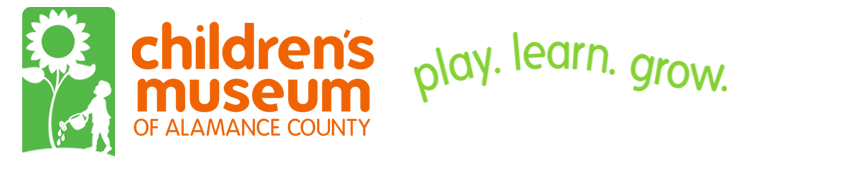 children's
museum
OF ALAMANCE COUNTY
play. learn. grow.